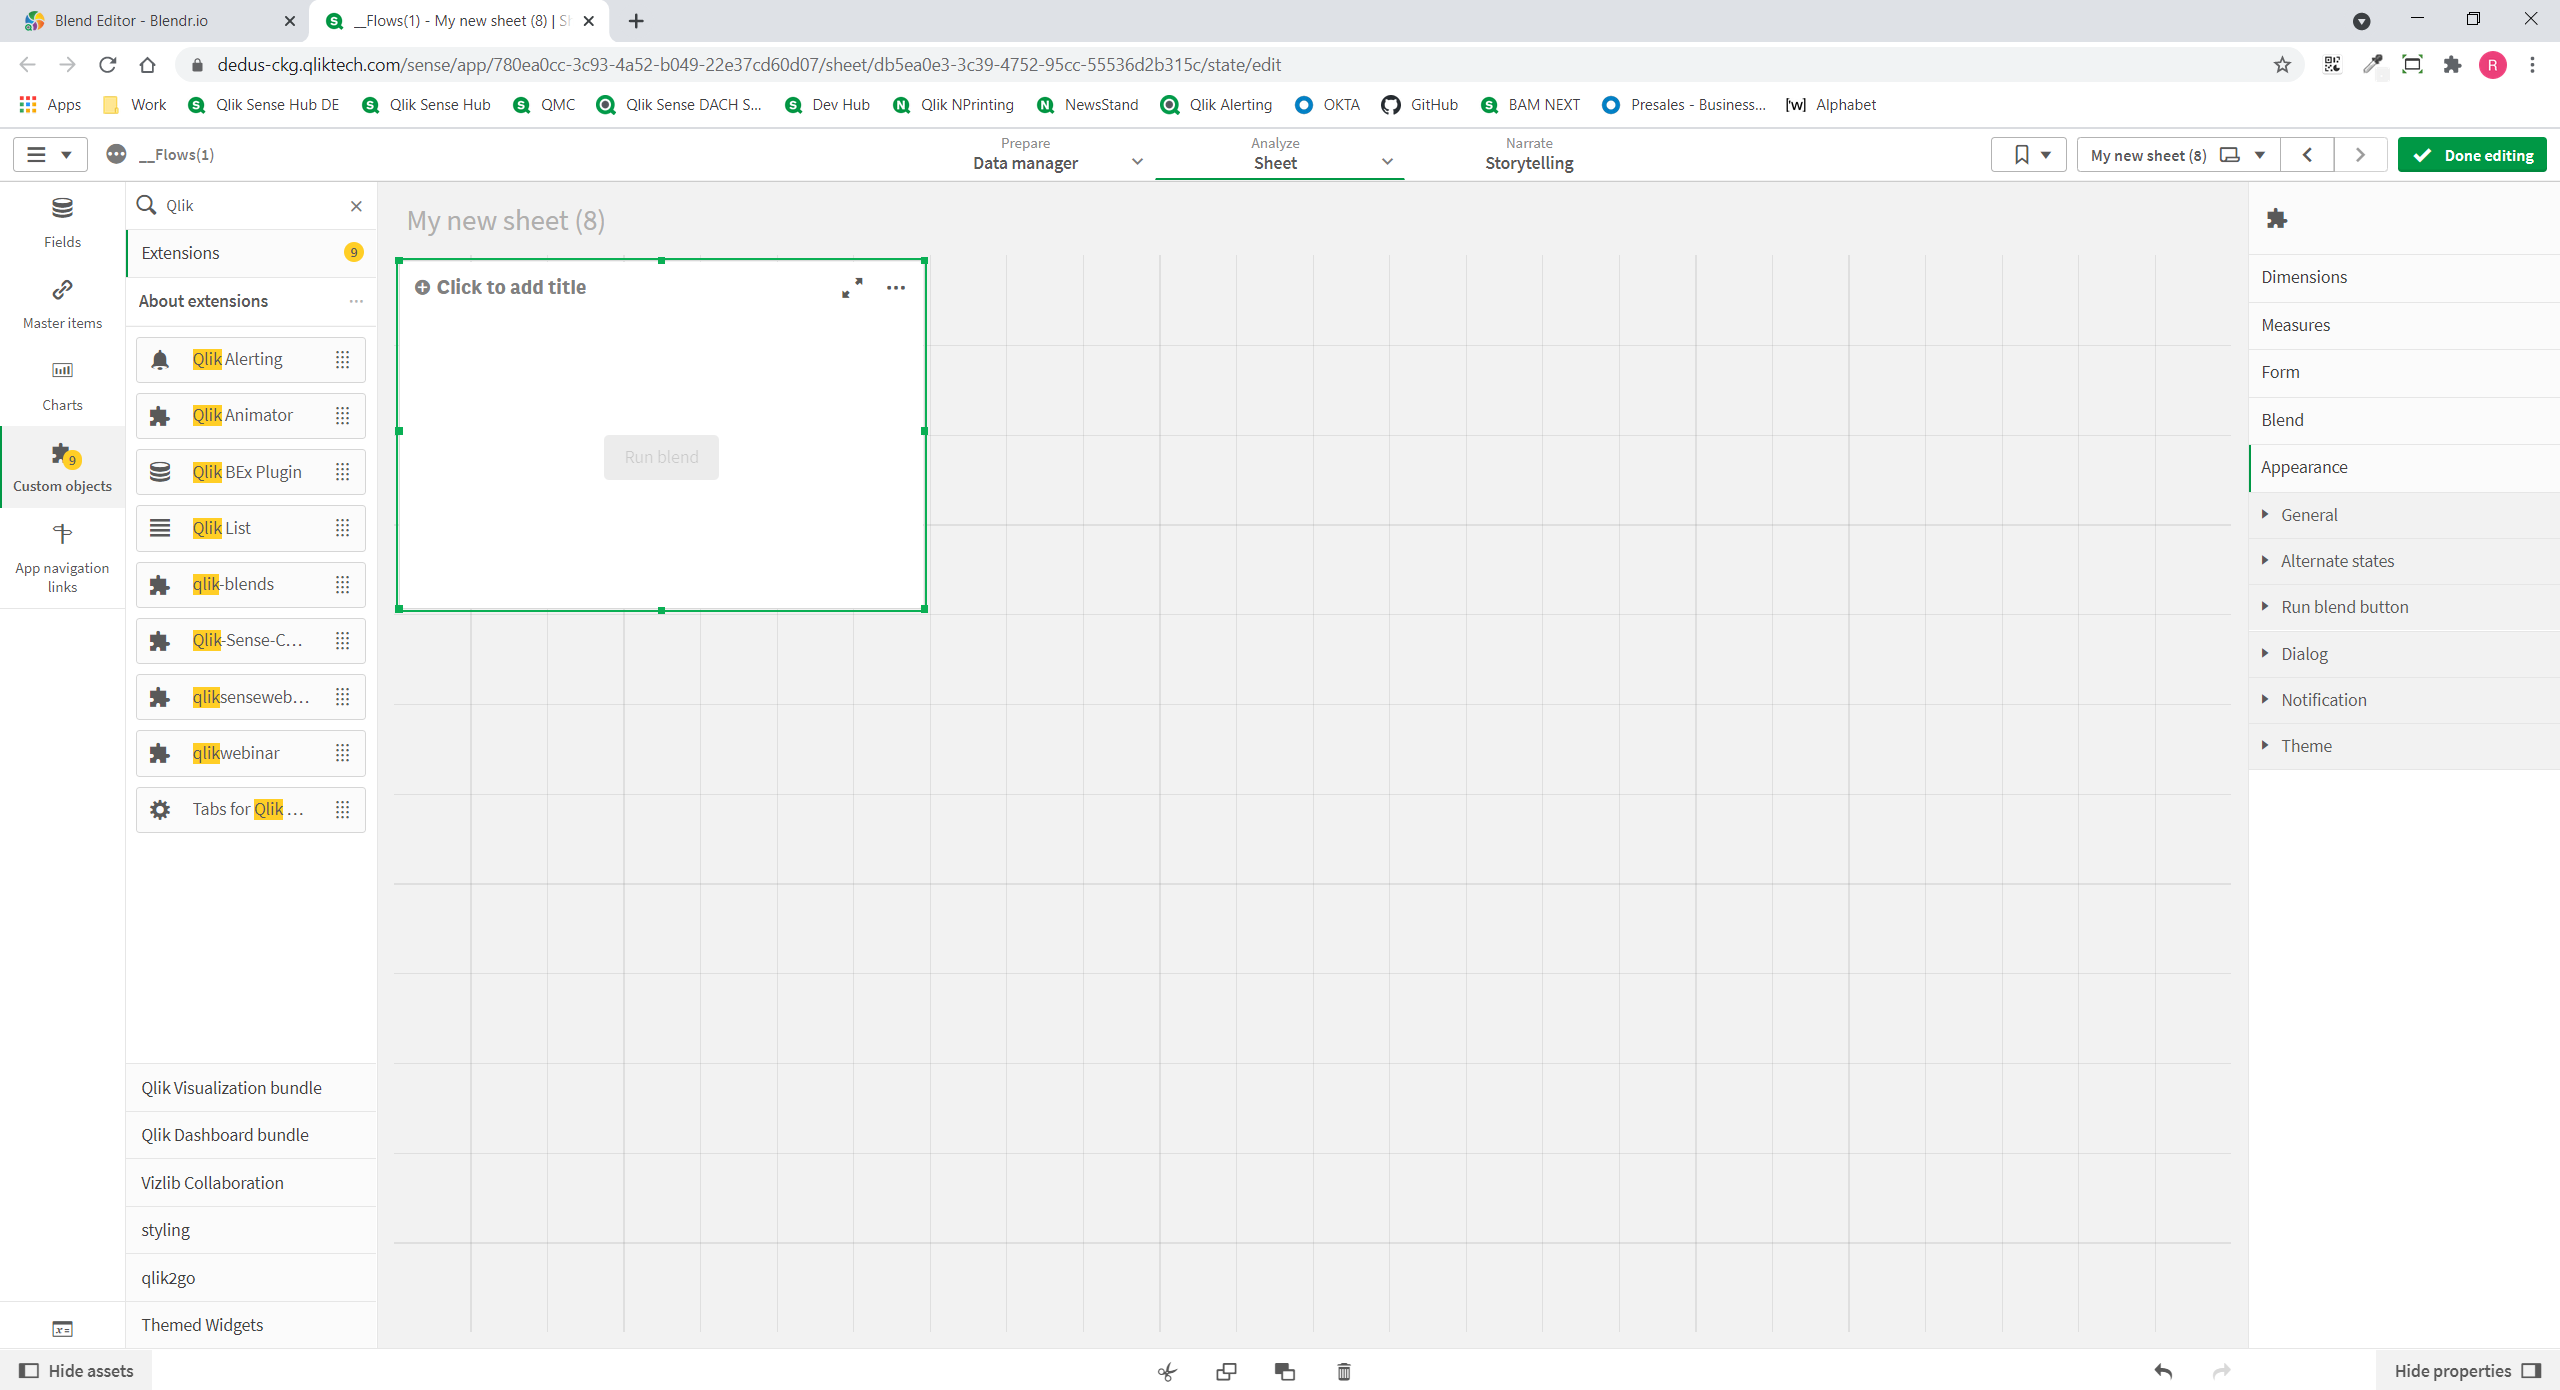 Blend Editor - Blendr.io
__Flows(1) - My new sheet (8) | S
dedus-ckg.qliktech.com/sense/app/780ea0cc-3c93-4a52-b049-22e37cd60d07/sheet/db5ea0e3-3c39-4752-95cc-55536d2b315c/state/edit
R
Apps
Work
Qlik Sense Hub DE
Qlik Sense Hub
QMC
Qlik Sense DACH S...
Dev Hub
Qlik NPrinting
NewsStand
Qlik Alerting
OKTA
GitHub
BAM NEXT
Presales - Business...
['w] Alphabet
__Flows(1)
Prepare
Data manager
Analyze
Sheet
Narrate
Storytelling
My new sheet (8)
Done editing
Fields
Master items
Charts
9
Custom objects
App navigation
links
Qlik
Extensions
9
About extensions
Qlik Alerting
Qlik Animator
Qlik BEx Plugin
Qlik List
qlik-blends
Qlik-Sense-C...
qliksenseweb...
qlikwebinar
Tabs for Qlik ...
Qlik Visualization bundle
Qlik Dashboard bundle
Vizlib Collaboration
styling
qlik2go
Themed Widgets
My new sheet (8)
Click to add title
Run blend
Dimensions
Measures
Form
Blend
Appearance
General
Alternate states
Run blend button
Dialog
Notification
Theme
Hide assets
Hide properties